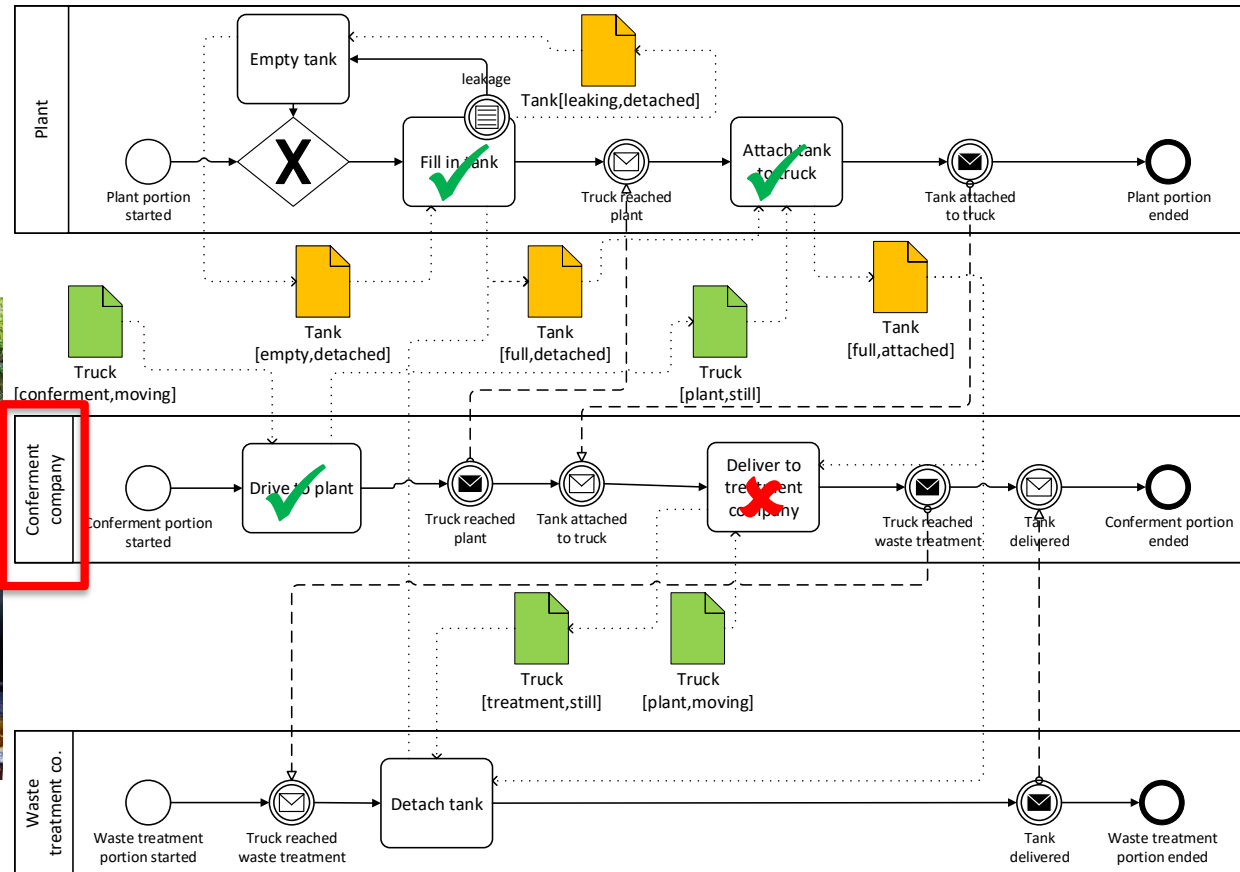 Plant
Empty tank
leakage
Tank[leaking,detached]
X
Fill in tank
Attach tank
to truck
Plant portion
started
Truck reached
plant
Tank attached
to truck
Plant portion
ended
Tank
[empty,detached]
Tank
[full,detached]
Tank
[full,attached]
Truck
[conferment,moving]
Truck
[plant,still]
Conferment
company
Drive to plant
Deliver to
treatment
company
Conferment portion
started
Truck reached
plant
Tank attached
to truck
Truck reached
waste treatment
Tank
delivered
Conferment portion
ended
Truck
[treatment,still]
Truck
[plant,moving]
Waste
treatment co.
Detach tank
Waste treatment
portion started
Truck reached
waste treatment
Tank
delivered
Waste treatment
portion ended